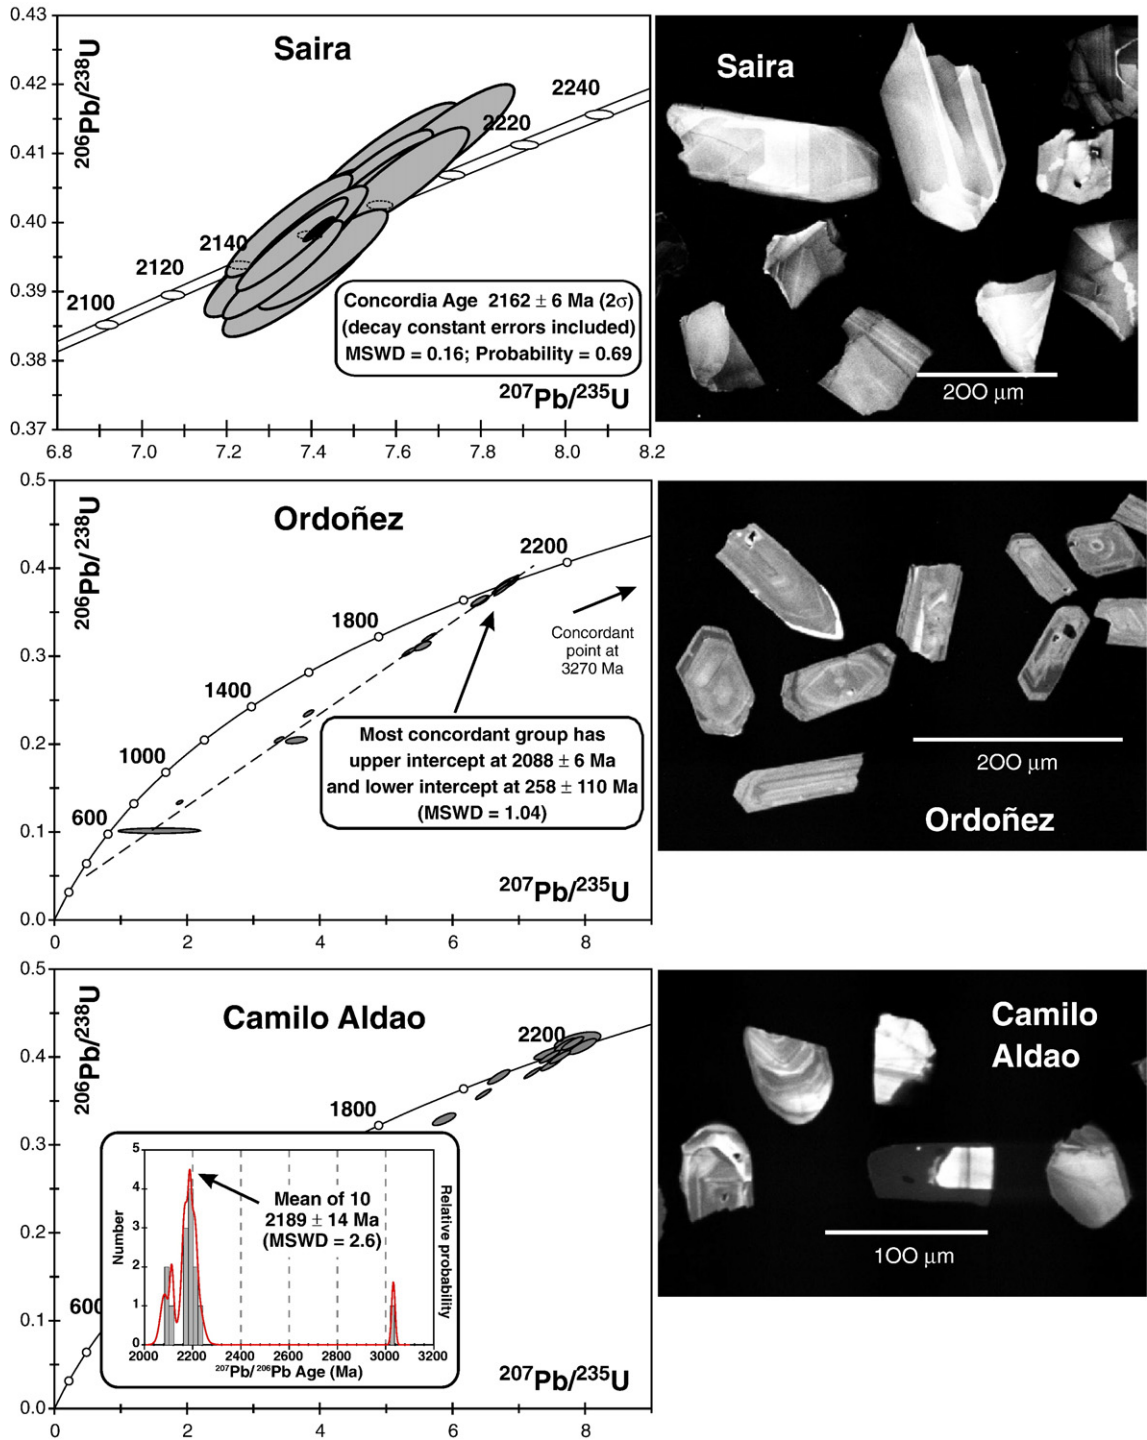 Saira
206Pb/238U
0.43
0.42
0.41
0.40
0.39
0.38
0.37
2240
2220
2140
2120
2100
Concordia Age 2162 ± 6 Ma (2σ)
(decay constant errors included)
MSWD = 0.16; Probability = 0.69
207Pb/235U
6.8 7.0 7.2 7.4 7.6 7.8 8.0 8.2
Saira
200 µm
Ordoñez
206Pb/238U
0.5
0.4
0.3
0.2
0.1
0.0
2200
1800
1400
1000
600
Concordant
point at
3270 Ma
Most concordant group has
upper intercept at 2088 ± 6 Ma
and lower intercept at 258 ± 110 Ma
(MSWD = 1.04)
207Pb/235U
0 2 4 6 8
200 µm
Ordoñez
Camilo Aldao
206Pb/238U
0.5
0.4
0.3
0.2
0.1
0.0
2200
1800
600
Number
5
4
3
2
1
0
Mean of 10
2189 ± 14 Ma
(MSWD = 2.6)
Relative probability
2000 2200 2400 2600 2800 3000 3200
207Pb/206Pb Age (Ma)
207Pb/235U
0 2 4 6 8
Camilo
Aldao
100 µm